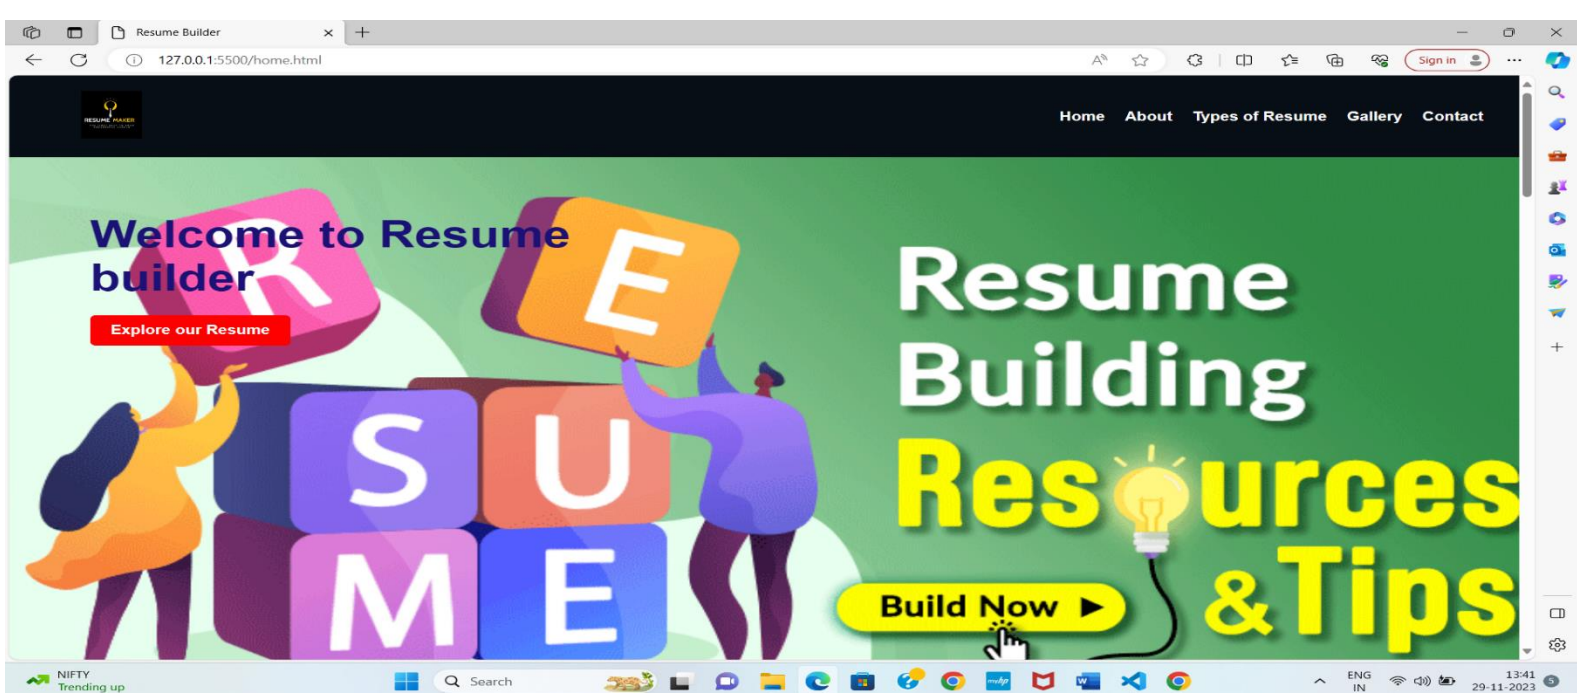 Resume Builder
127.0.0.1:5500/home.html
Sign in
RESUME MAKER
Home About Types of Resume Gallery Contact
Welcome to Resume
builder
Explore our Resume
R
E
S U
M E
Resume
Building
Resources
&Tips
Build Now
NIFTY
Trending up
Search
ENG
IN
13:41
29-11-2023